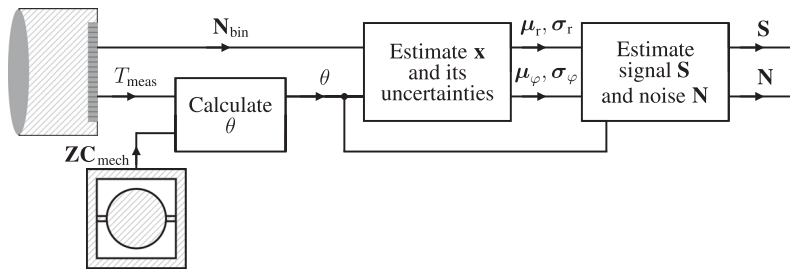 N_bin
μ_r, σ_r
S
Estimate x
and its
uncertainties
Estimate
signal S
and noise N
T_meas
θ
μ_φ, σ_φ
N
Calculate
θ
ZC_mech